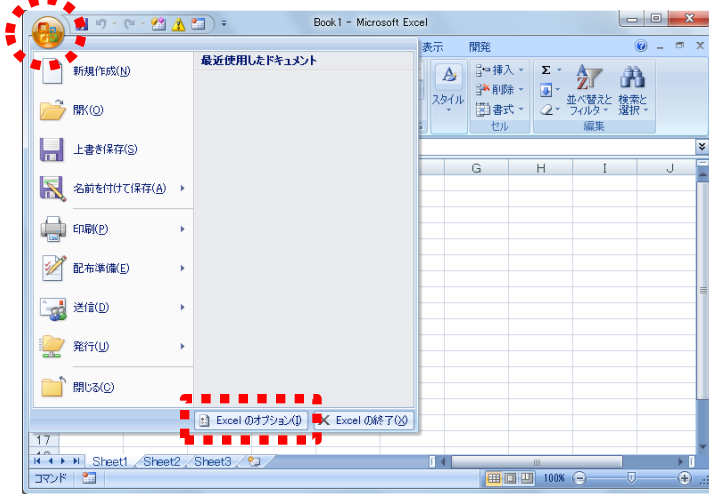 Book1 - Microsoft Excel
表示 開発
最近使用したドキュメント
新規作成(N)
開く(O)
上書き保存(S)
名前を付けて保存(A)
印刷(P)
配布準備(E)
送信(D)
発行(U)
閉じる(C)
Excel のオプション(I) Excel の終了(X)
スタイル
挿入
削除
書式
セル
並べ替えと
フィルタ
検索と
選択
編集
G H I J
17
Sheet1 Sheet2 Sheet3
コマンド 100%